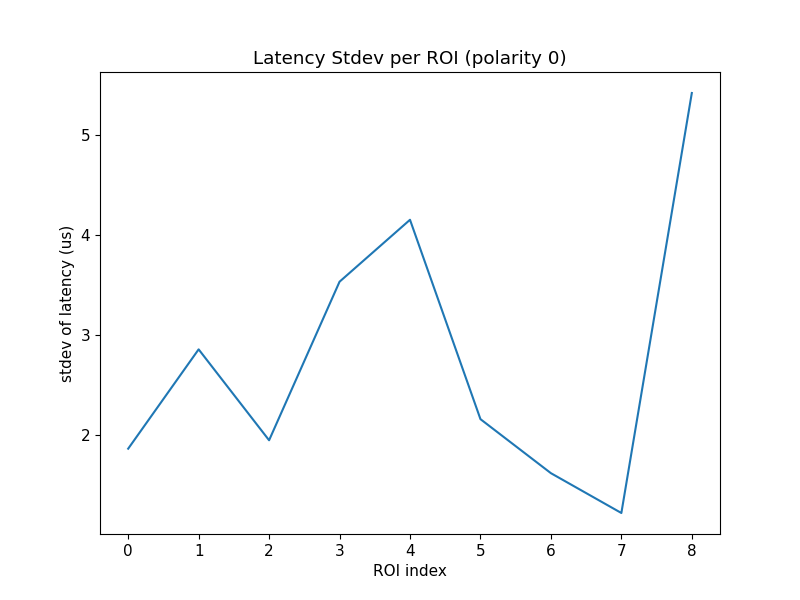 Latency Stdev per ROI (polarity 0)
stdev of latency (us)
5
4
3
2
0 1 2 3 4 5 6 7 8
ROI index